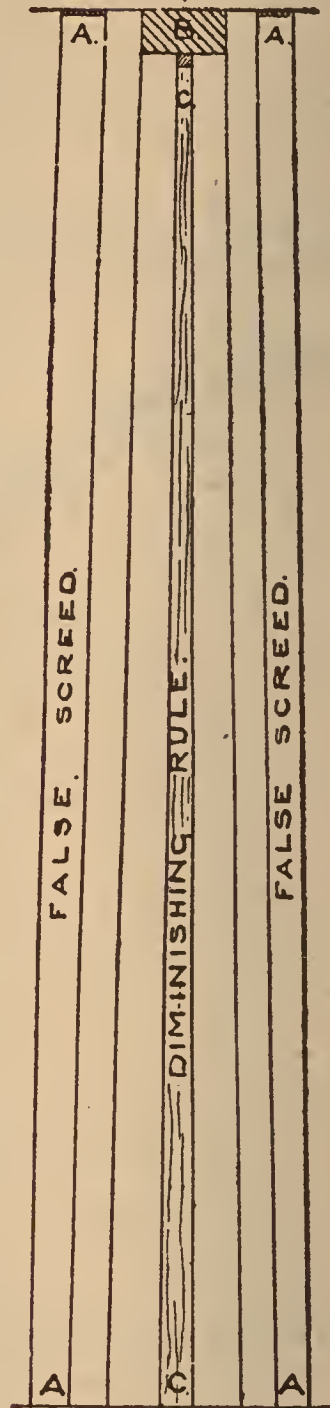 A. B A.
C
FALSE. SCREED.
DIMINISHING RULE.
FALSE SCREED.
A C. A